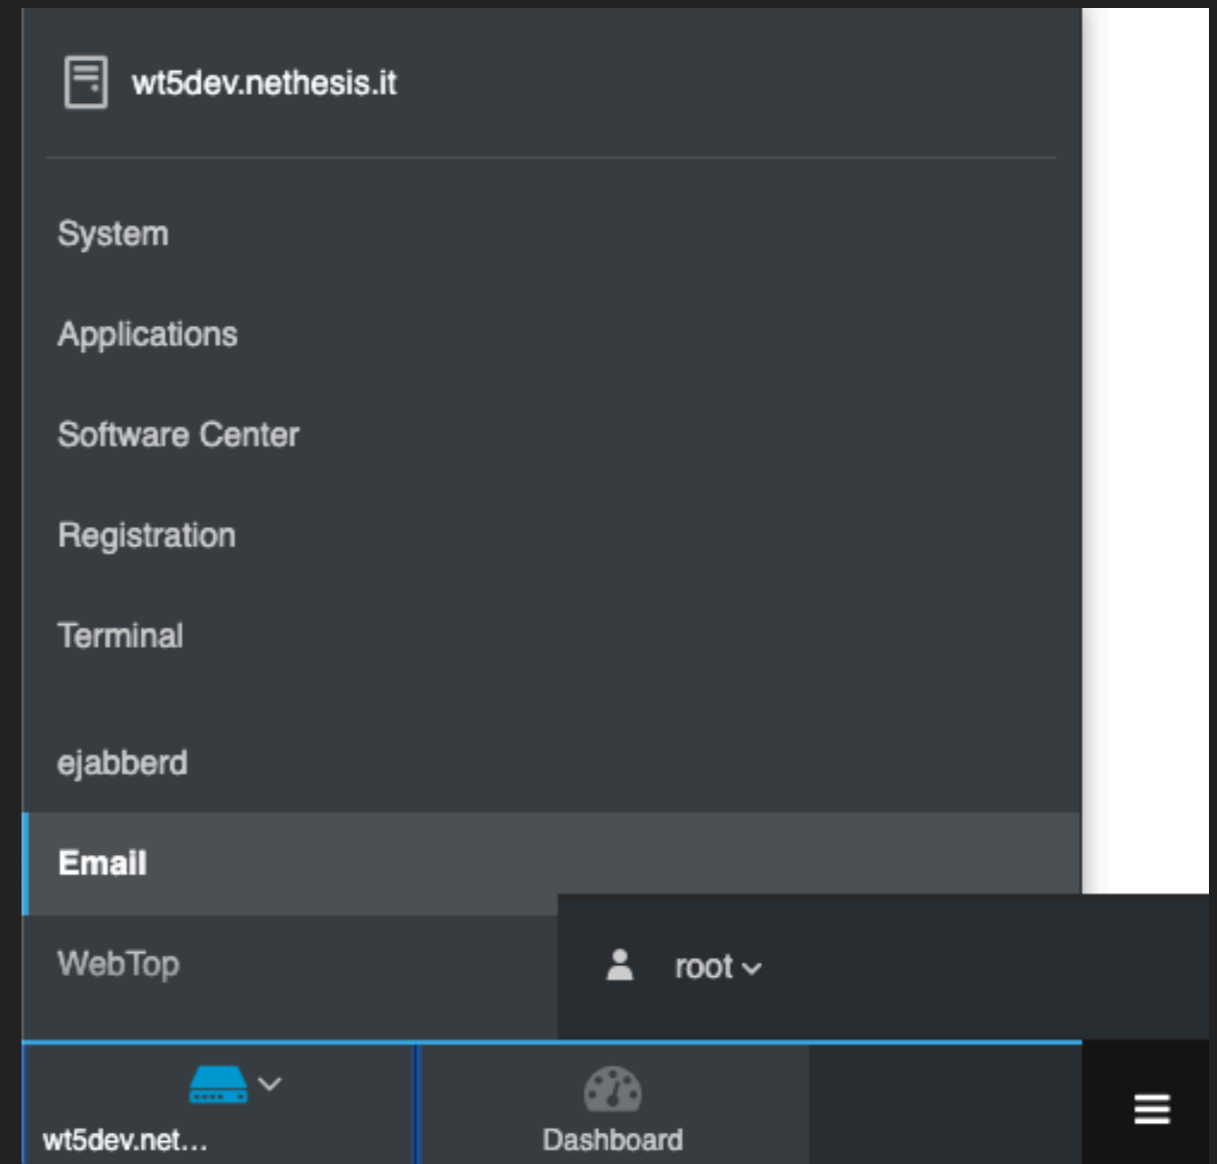 wt5dev.nethesis.it
System
Applications
Software Center
Registration
Terminal
ejabberd
Email
WebTop
root
wt5dev.net...
Dashboard